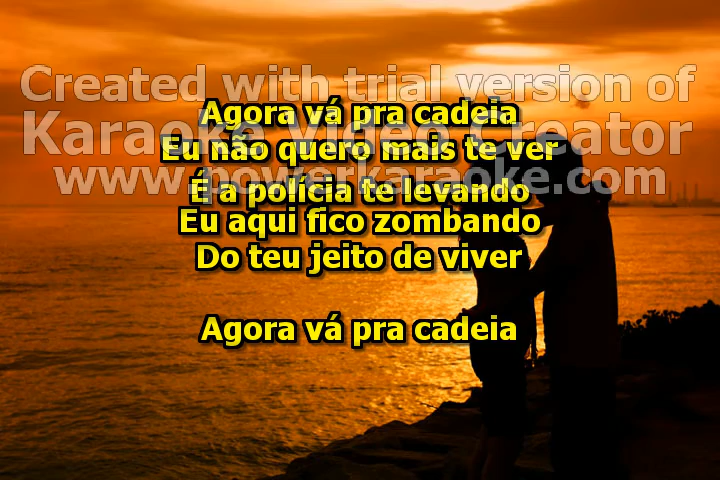 Created with trial version of
Karaoke Video Creator
www.powerkaraoke.com
Agora vá pra cadeia
Eu não quero mais te ver
É a polícia te levando
Eu aqui fico zombando
Do teu jeito de viver
Agora vá pra cadeia